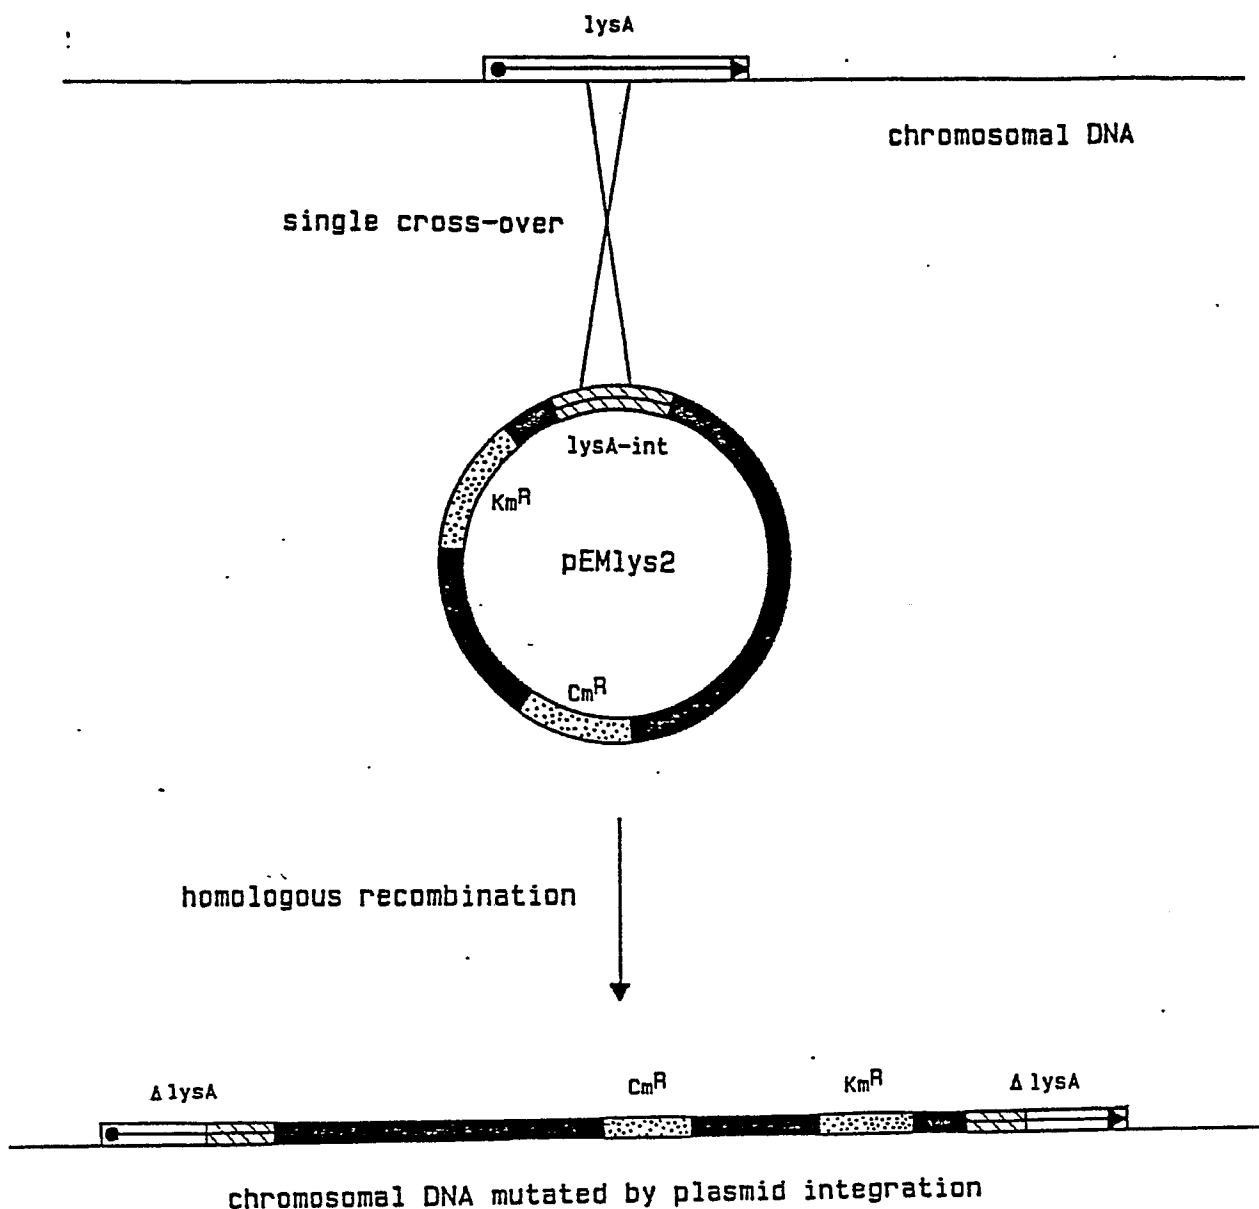 lysA
chromosomal DNA
single cross-over
lysA-int
KmR
pEMlys2
CmR
homologous recombination
Δ lysA
CmR
KmR
Δ lysA
chromosomal DNA mutated by plasmid integration